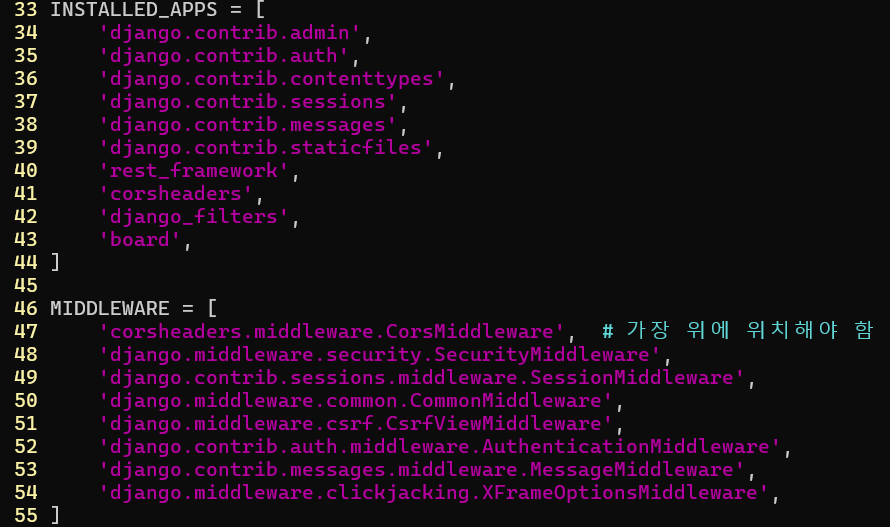 33 INSTALLED_APPS = [
34     'django.contrib.admin',
35     'django.contrib.auth',
36     'django.contrib.contenttypes',
37     'django.contrib.sessions',
38     'django.contrib.messages',
39     'django.contrib.staticfiles',
40     'rest_framework',
41     'corsheaders',
42     'django_filters',
43     'board',
44 ]
45
46 MIDDLEWARE = [
47     'corsheaders.middleware.CorsMiddleware',  # 가장 위에 위치해야 함
48     'django.middleware.security.SecurityMiddleware',
49     'django.contrib.sessions.middleware.SessionMiddleware',
50     'django.middleware.common.CommonMiddleware',
51     'django.middleware.csrf.CsrfViewMiddleware',
52     'django.contrib.auth.middleware.AuthenticationMiddleware',
53     'django.contrib.messages.middleware.MessageMiddleware',
54     'django.middleware.clickjacking.XFrameOptionsMiddleware',
55 ]